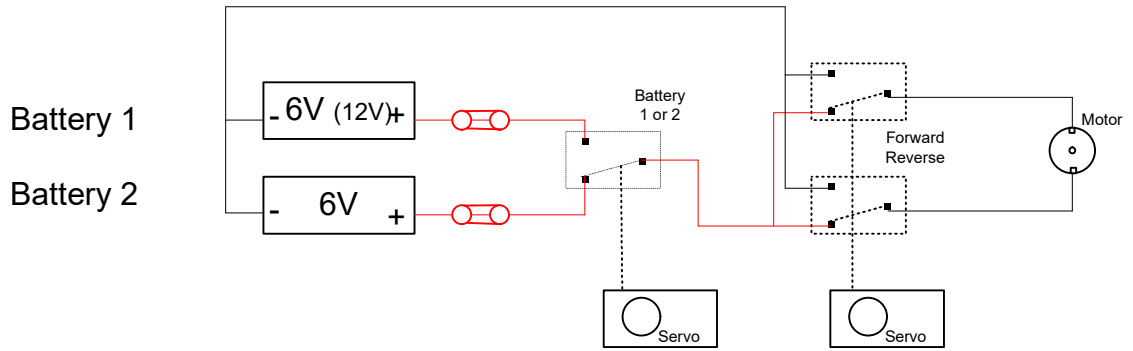 Battery 1
- 6V (12V) +
Battery 2
- 6V +
Battery
1 or 2
Forward
Reverse
Motor
Servo
Servo